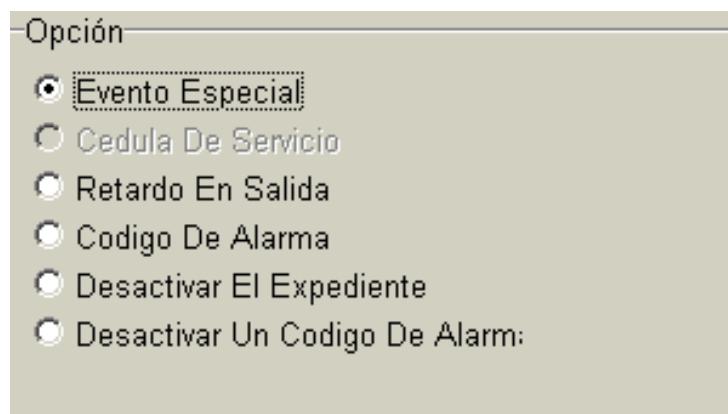 Opción
Evento Especial
Cedula De Servicio
Retardo En Salida
Codigo De Alarma
Desactivar El Expediente
Desactivar Un Codigo De Alarm